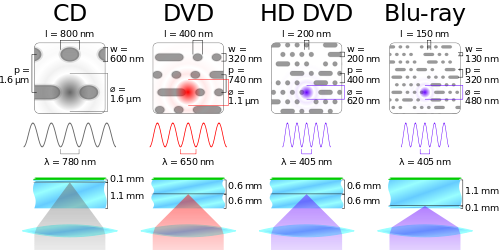 CD DVD HD DVD Blu-ray
l = 800 nm l = 400 nm l = 200 nm l = 150 nm
w =
600 nm
p =
1.6 µm
ø =
1.6 µm
w =
320 nm
p =
740 nm
ø =
1.1 µm
w =
200 nm
p =
400 nm
ø =
620 nm
w =
130 nm
p =
320 nm
ø =
480 nm
λ = 780 nm λ = 650 nm λ = 405 nm λ = 405 nm
0.1 mm
1.1 mm
0.6 mm
0.6 mm
0.6 mm
0.6 mm
1.1 mm
0.1 mm